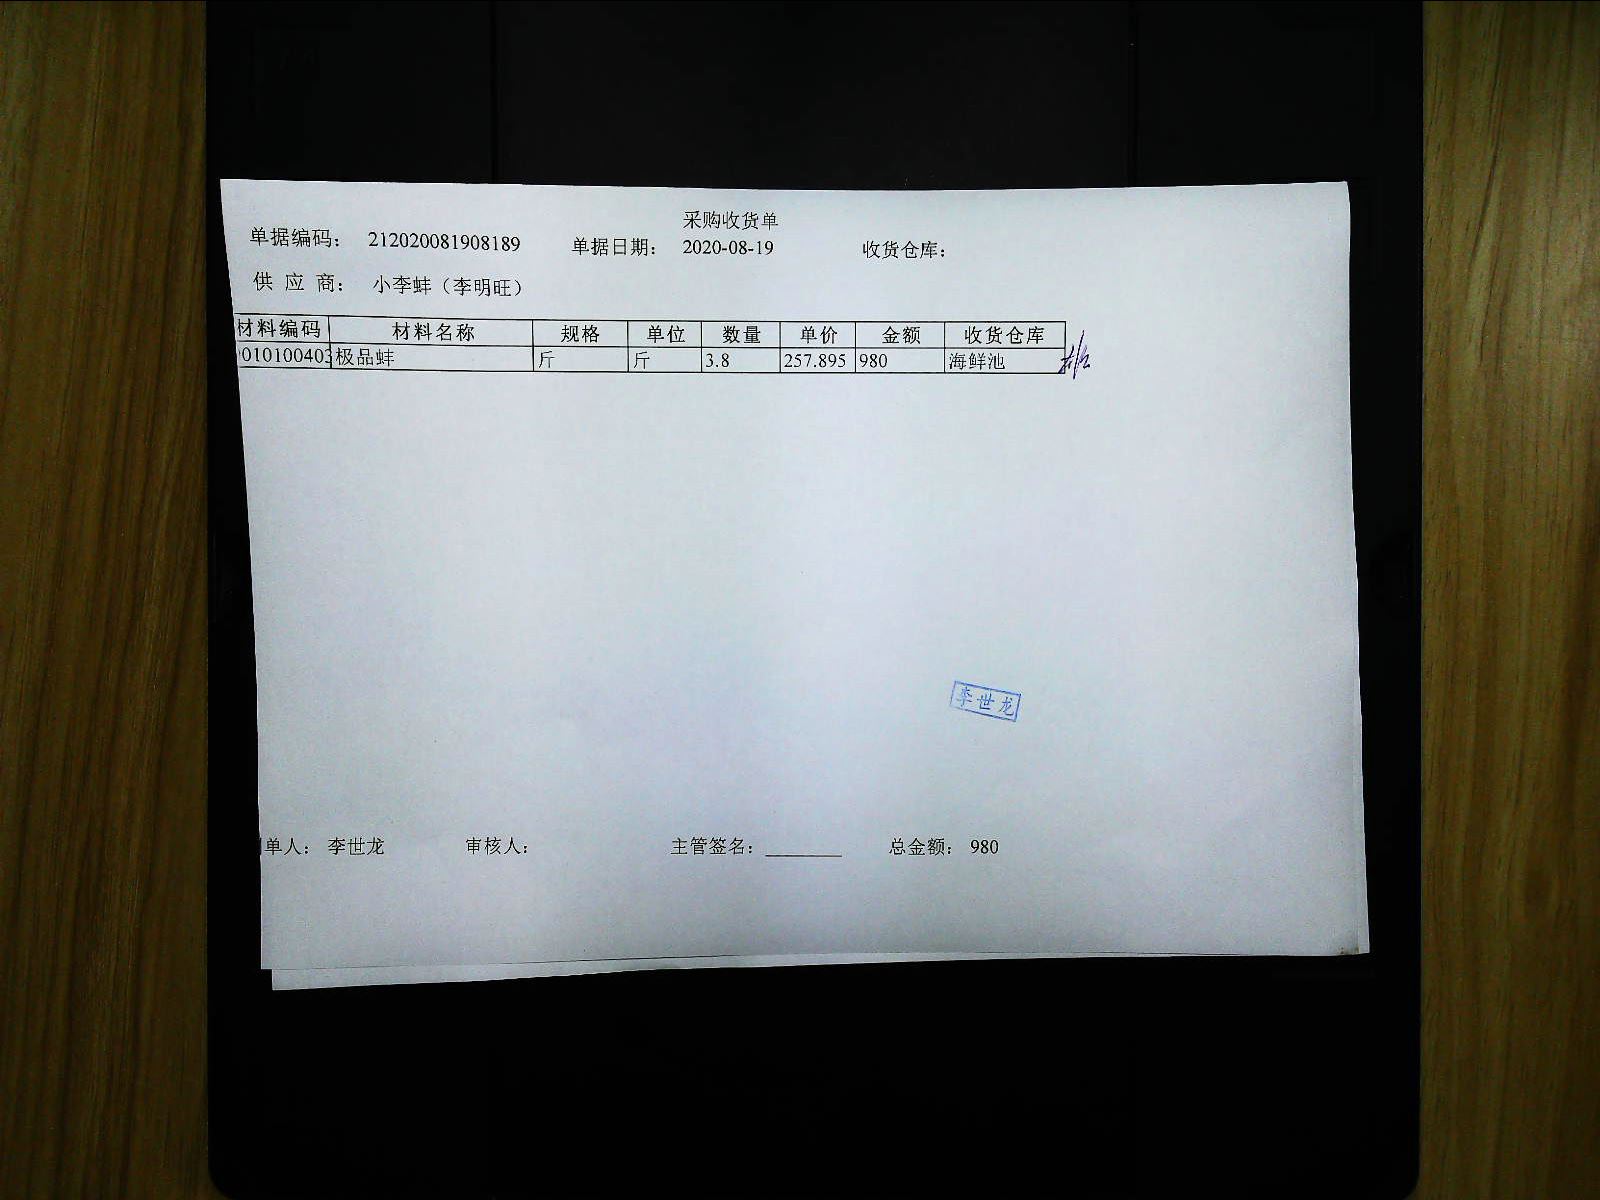 采购收货单
单据编码： 212020081908189 单据日期： 2020-08-19 收货仓库：
供 应 商： 小李蚌（李明旺）
材料编码 材料名称 规格 单位 数量 单价 金额 收货仓库
010100403 极品蚌 斤 斤 3.8 257.895 980 海鲜池
李世龙
单人： 李世龙 审核人： 主管签名： 总金额： 980